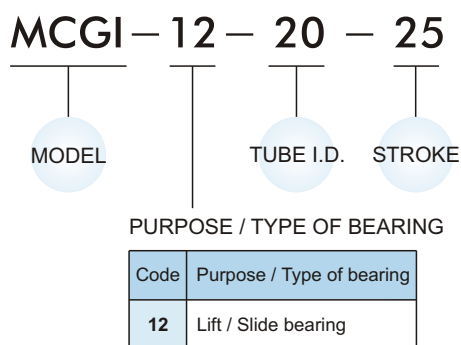 MCGI – 12 – 20 – 25
MODEL TUBE I.D. STROKE
PURPOSE / TYPE OF BEARING
Code Purpose / Type of bearing
12 Lift / Slide bearing